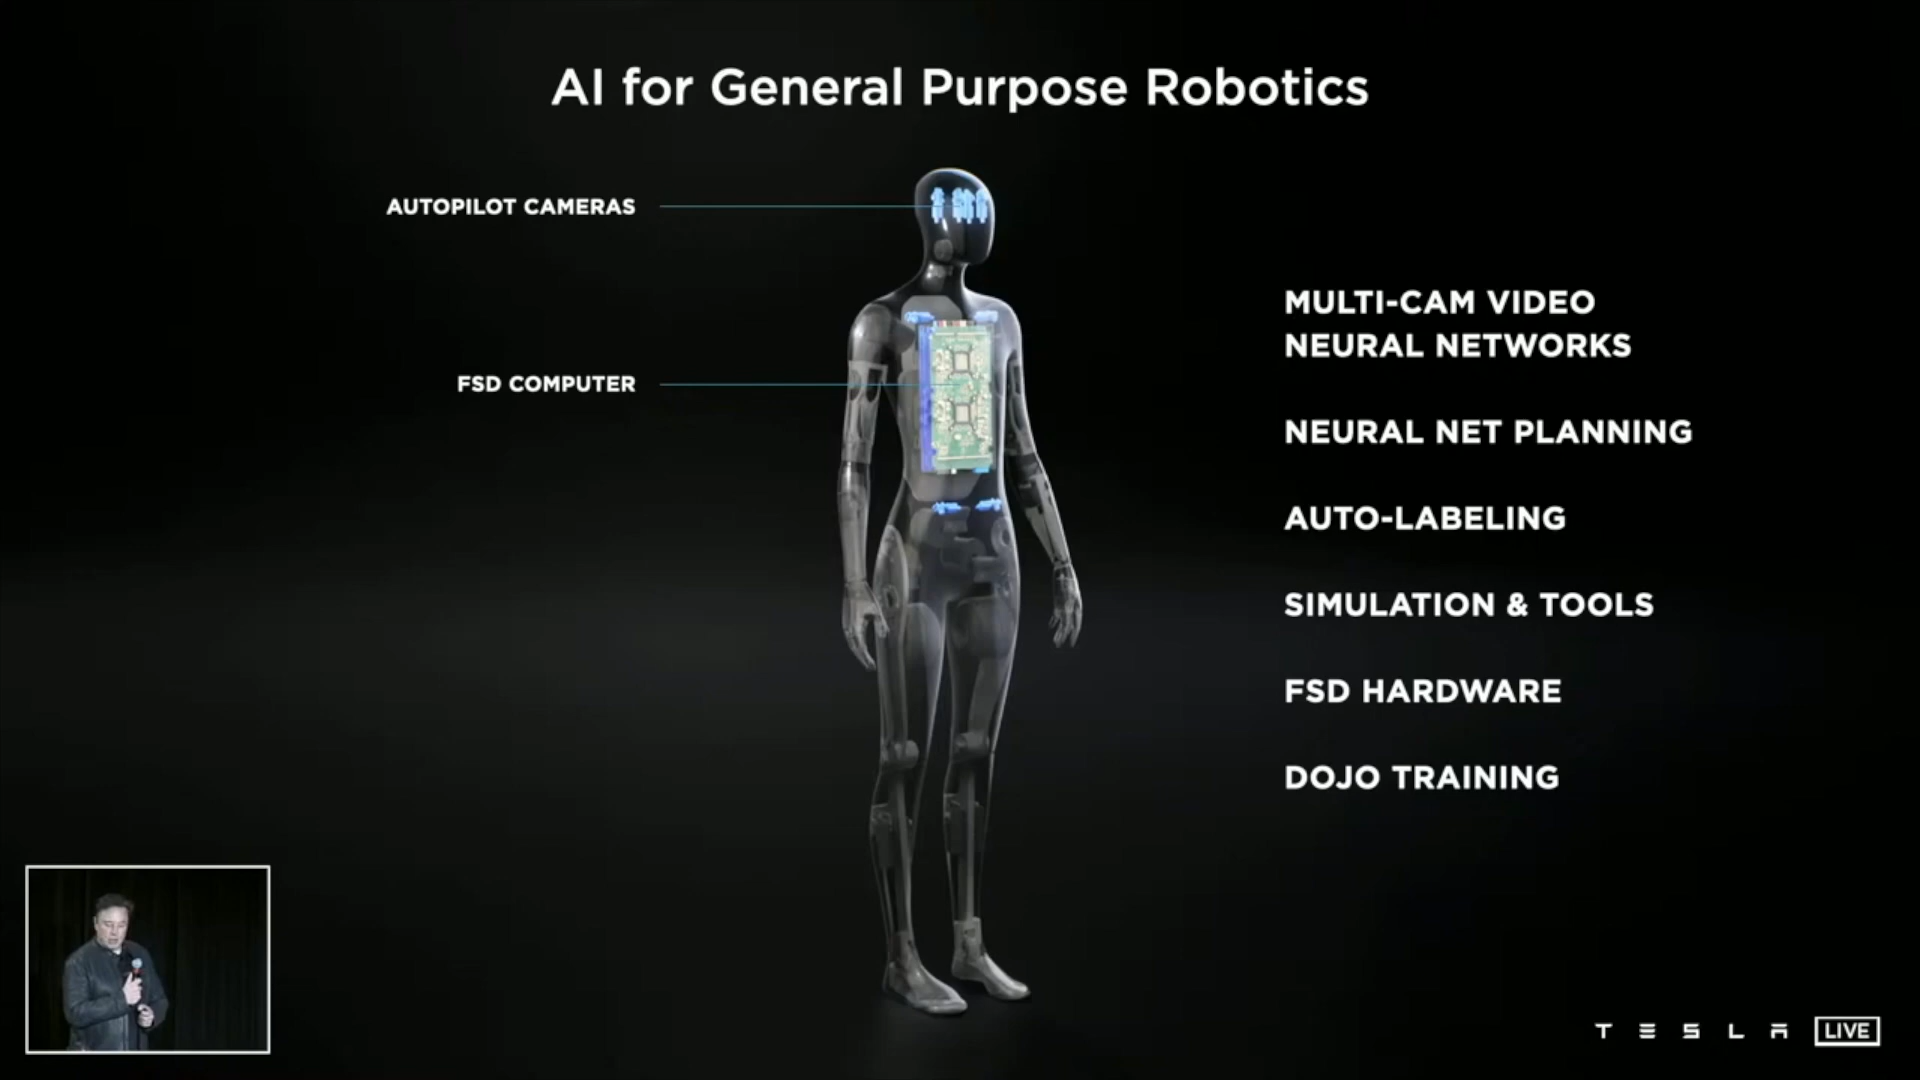 AI for General Purpose Robotics
AUTOPILOT CAMERAS
FSD COMPUTER
MULTI-CAM VIDEO
NEURAL NETWORKS
NEURAL NET PLANNING
AUTO-LABELING
SIMULATION & TOOLS
FSD HARDWARE
DOJO TRAINING
TESLA LIVE